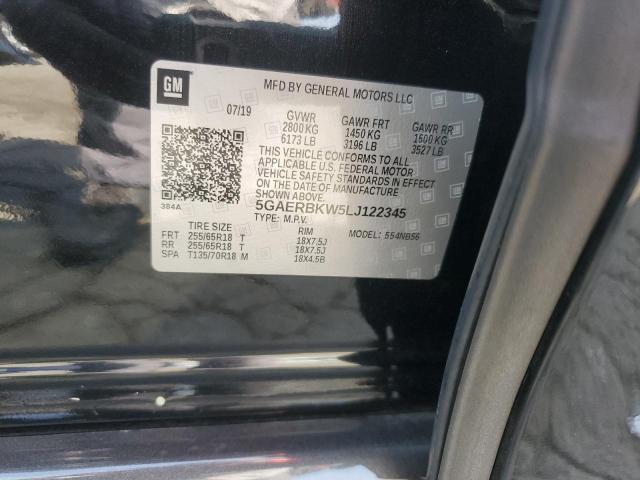 GM
MFD BY GENERAL MOTORS LLC
07/19 GVWR GAWR FRT GAWR RR
2800 KG 1450 KG 1600 KG
6173 LB 3196 LB 3527 LB
THIS VEHICLE CONFORMS TO ALL
APPLICABLE U.S. FEDERAL MOTOR
VEHICLE SAFETY STANDARDS IN EFFECT
ON THE DATE OF MANUFACTURE
SHOWN ABOVE.
384A 5GAERBKW5LJ122345
TYPE: M.P.V. MODEL: 554NB56
TIRE SIZE RIM
FRT 255/65R18 T 18X7.5J
RR 255/65R18 T 18X7.5J
SPA T135/70R18 M 18X4.5B